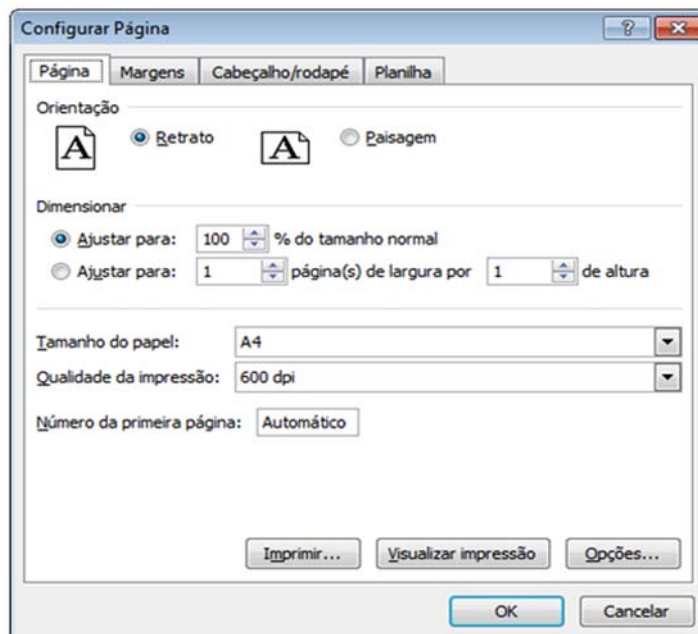 Configurar Página
Página Margens Cabeçalho/rodapé Planilha
Orientação
A Retrato A Paisagem
Dimensionar
Ajustar para: 100 % do tamanho normal
Ajustar para: 1 página(s) de largura por 1 de altura
Tamanho do papel: A4
Qualidade da impressão: 600 dpi
Número da primeira página: Automático
Imprimir... Visualizar impressão Opções...
OK Cancelar